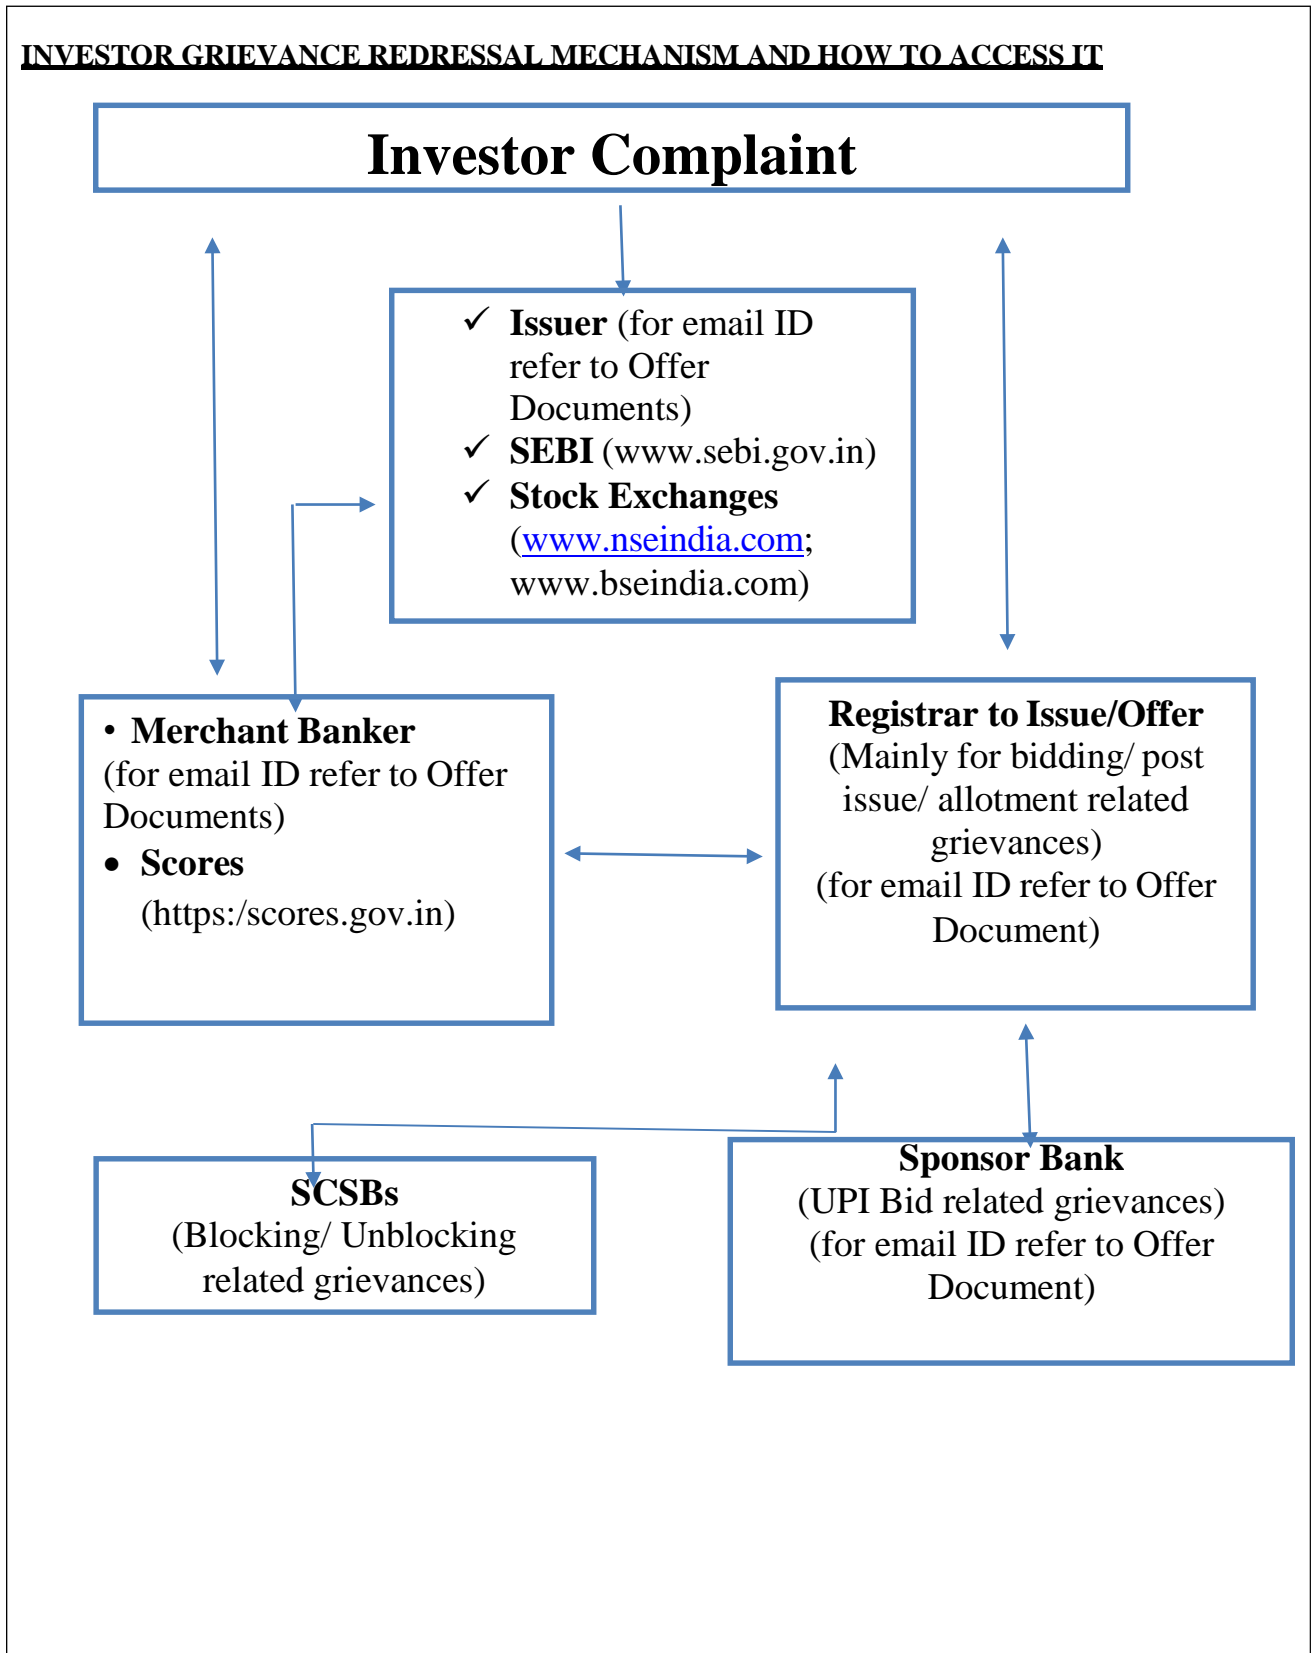 INVESTOR GRIEVANCE REDRESSAL MECHANISM AND HOW TO ACCESS IT
Investor Complaint
✓ Issuer (for email ID
refer to Offer
Documents)
✓ SEBI (www.sebi.gov.in)
✓ Stock Exchanges
(www.nseindia.com;
www.bseindia.com)
• Merchant Banker
(for email ID refer to Offer
Documents)
• Scores
(https:/scores.gov.in)
Registrar to Issue/Offer
(Mainly for bidding/ post
issue/ allotment related
grievances)
(for email ID refer to Offer
Document)
SCSBs
(Blocking/ Unblocking
related grievances)
Sponsor Bank
(UPI Bid related grievances)
(for email ID refer to Offer
Document)